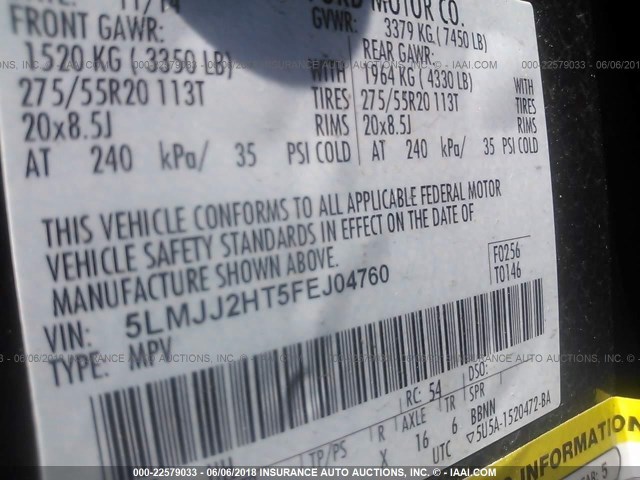 11/14
FORD MOTOR CO.
FRONT GAWR:
GVWR:
3379 KG.( 7450 LB)
1520 KG ( 3350 LB)
REAR GAWR:
WITH
1964 KG ( 4330 LB)
WITH
275/55R20 113T
TIRES
275/55R20 113T
TIRES
20x8.5J
RIMS
20x8.5J
RIMS
AT 240 kPa/ 35 PSI COLD
AT 240 kPa/ 35 PSI COLD
THIS VEHICLE CONFORMS TO ALL APPLICABLE FEDERAL MOTOR
VEHICLE SAFETY STANDARDS IN EFFECT ON THE DATE OF
MANUFACTURE SHOWN ABOVE.
F0256
T0146
VIN: 5LMJJ2HT5FEJ04760
TYPE: MPV
RC: 54
DSO:
TP/PS
R
AXLE
TR
SPR
X
16
6
BBNN
UTC
▽5U5A-1520472-BA
000-22579033 - 06/06/2018 INSURANCE AUTO AUCTIONS, INC. - IAAI.COM